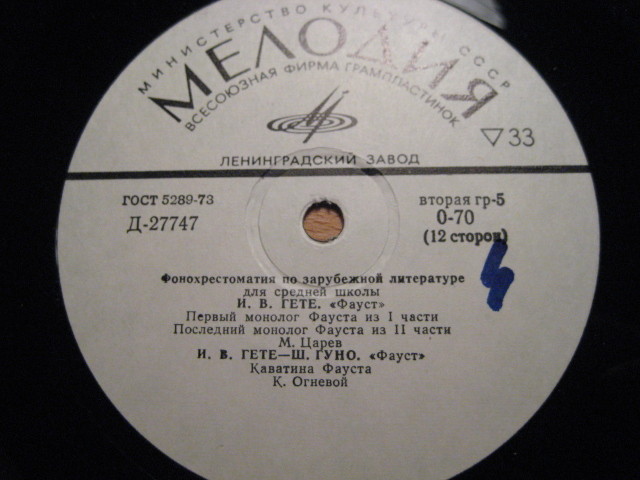 МИНИСТЕРСТВО КУЛЬТУРЫ СССР
МЕЛОДИЯ
ВСЕСОЮЗНАЯ ФИРМА ГРАМПЛАСТИНОК
▽33
ЛЕНИНГРАДСКИЙ ЗАВОД
ГОСТ 5289-73
Д-27747
вторая гр-5
0-70
(12 сторон)
4
Фонохрестоматия по зарубежной литературе
для средней школы
И. В. ГЕТЕ. «Фауст»
Первый монолог Фауста из I части
Последний монолог Фауста из II части
М. Царев
И. В. ГЕТЕ—Ш. ГУНО. «Фауст»
Каватина Фауста
К. Огневой